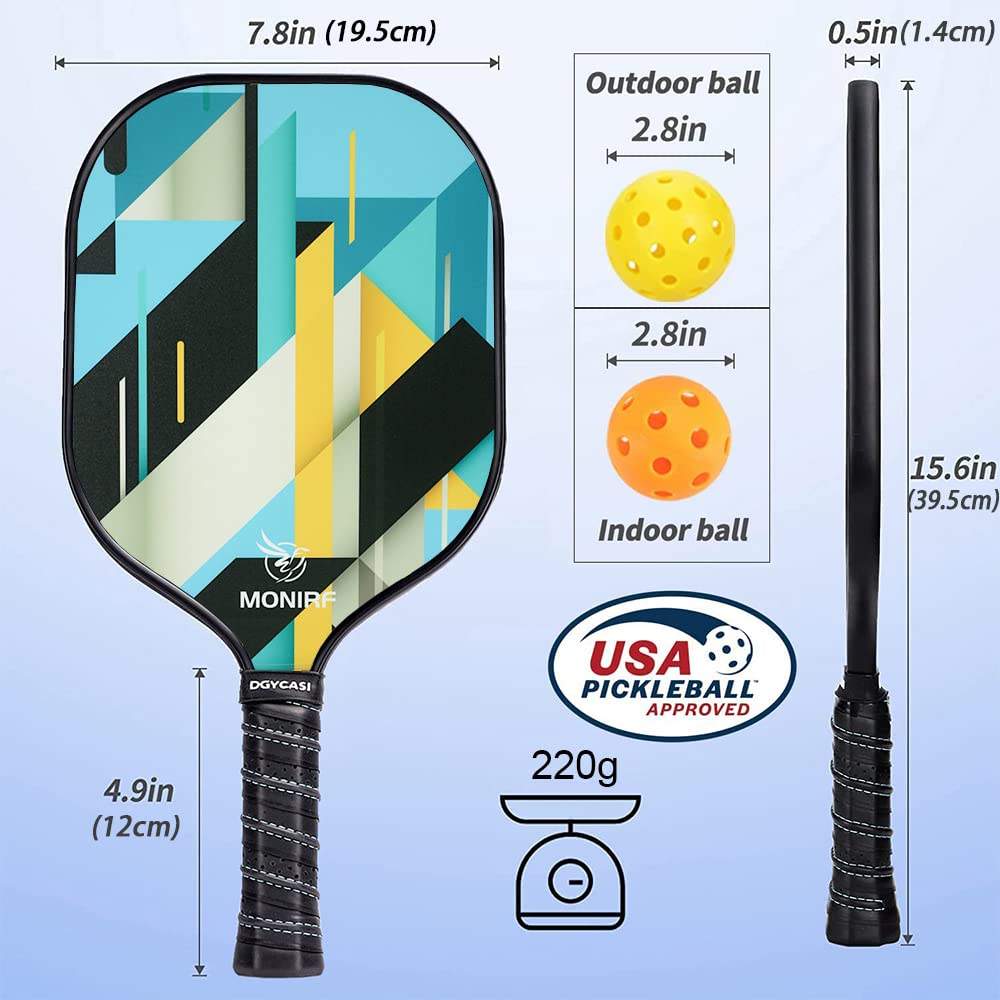 7.8in (19.5cm)
0.5in(1.4cm)
Outdoor ball
2.8in
2.8in
Indoor ball
15.6in
(39.5cm)
MONIRF
DGYCASI
4.9in
(12cm)
USA
PICKLEBALL™
APPROVED
220g